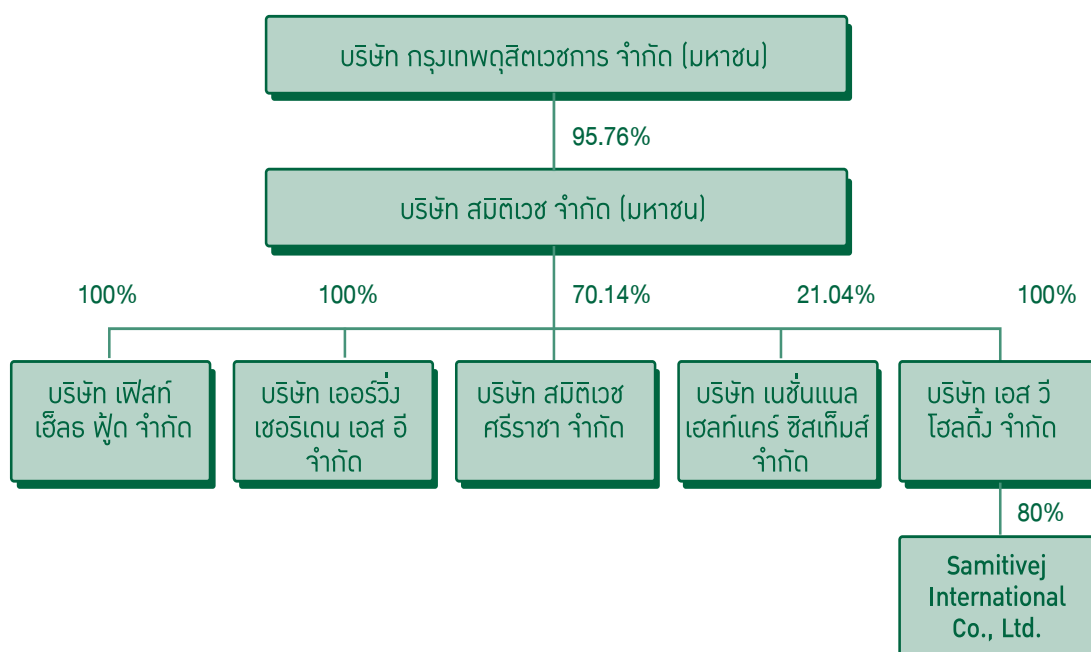 บริษัท กรุงเทพดุสิตเวชการ จำกัด (มหาชน)
95.76%
บริษัท สมิติเวช จำกัด (มหาชน)
100%
100%
70.14%
21.04%
100%
บริษัท เฟิสท์
เฮ็ลธ ฟู้ด จำกัด
บริษัท เออร์วิ่ง
เชอริเดน เอส อี
จำกัด
บริษัท สมิติเวช
ศรีราชา จำกัด
บริษัท เนชั่นแนล
เฮลท์แคร์ ซิสเท็มส์
จำกัด
บริษัท เอส วี
โฮลดิ้ง จำกัด
80%
Samitivej
International
Co., Ltd.